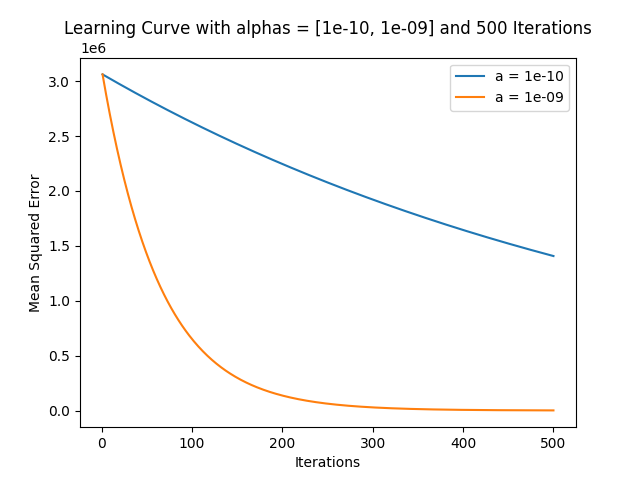 Learning Curve with alphas = [1e-10, 1e-09] and 500 Iterations
1e6
a = 1e-10
a = 1e-09
3.0
2.5
2.0
1.5
1.0
0.5
0.0
Mean Squared Error
0 100 200 300 400 500
Iterations